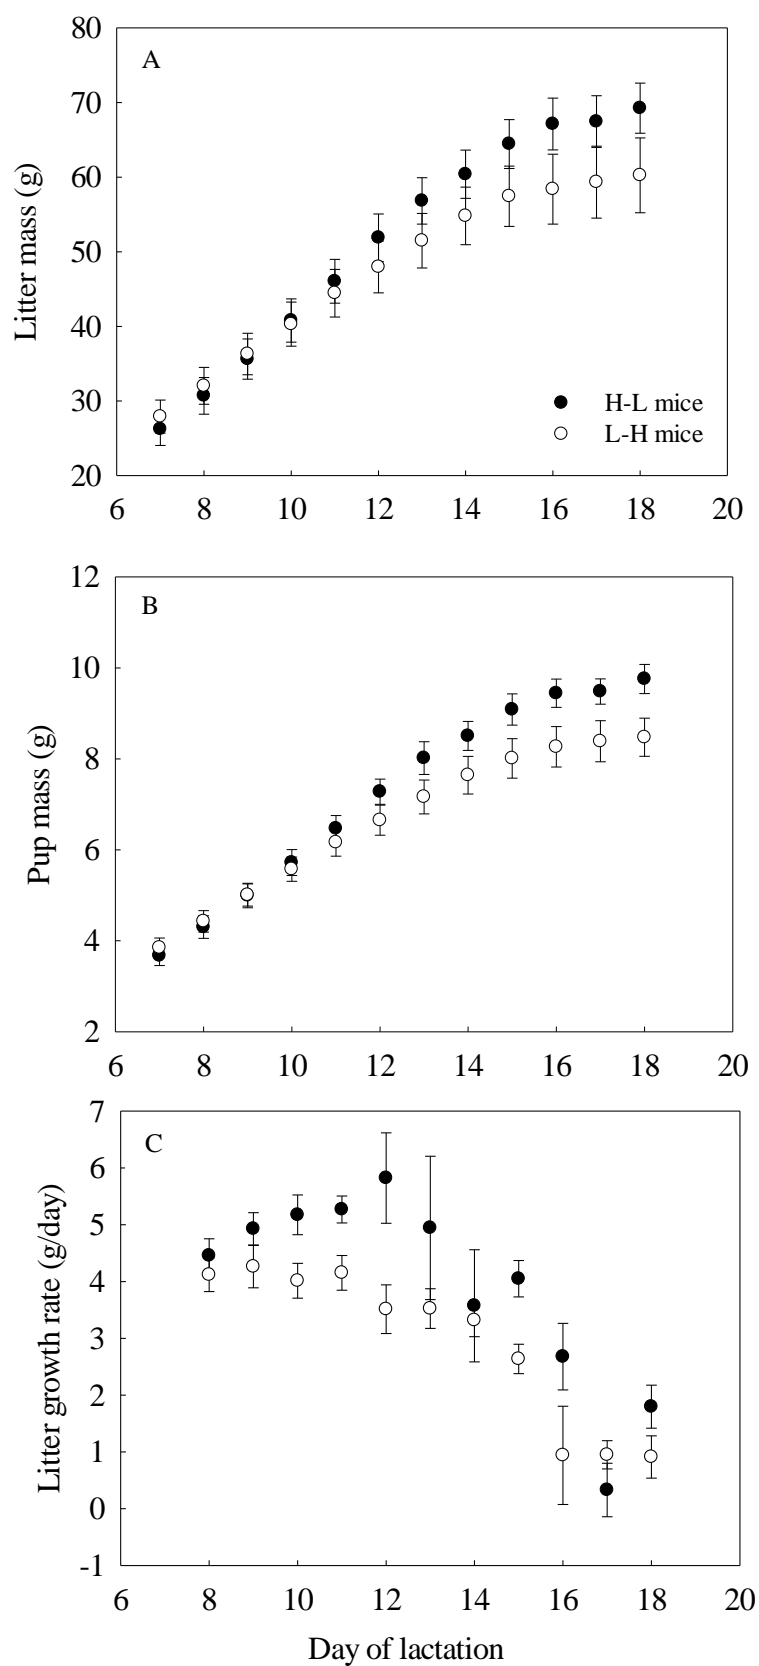 80
A
70
60
Litter mass (g)
50
40
30
H-L mice
L-H mice
20
6 8 10 12 14 16 18 20
12
B
10
8
Pup mass (g)
6
4
2
6 8 10 12 14 16 18 20
7
C
6
5
4
Litter growth rate (g/day)
3
2
1
0
-1
6 8 10 12 14 16 18 20
Day of lactation